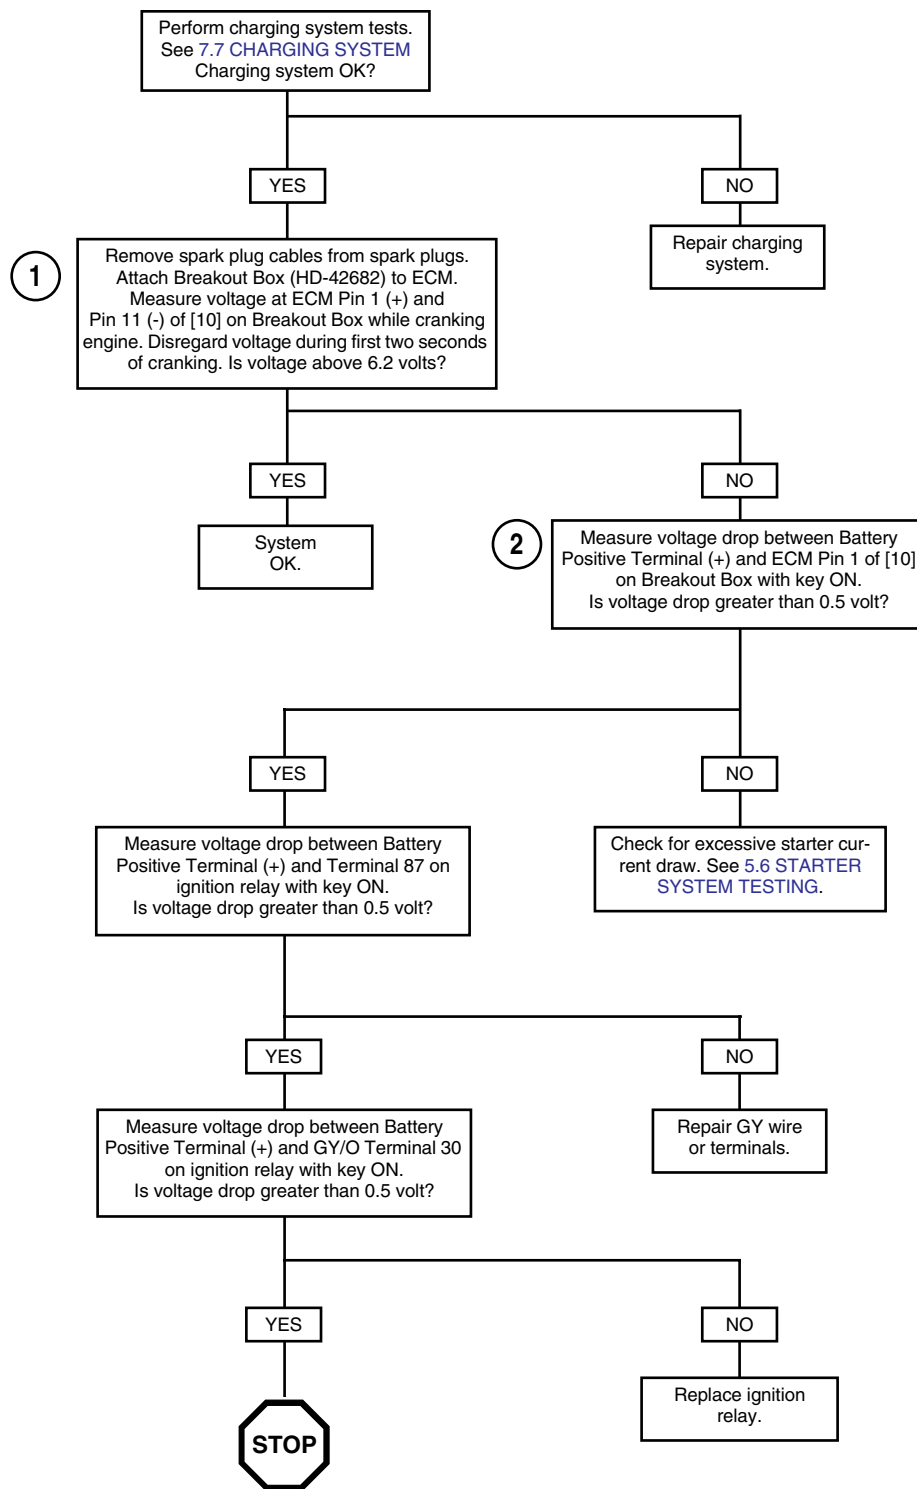 Perform charging system tests.
See 7.7 CHARGING SYSTEM
Charging system OK?
YES
NO
1
Remove spark plug cables from spark plugs.
Attach Breakout Box (HD-42682) to ECM.
Measure voltage at ECM Pin 1 (+) and
Pin 11 (-) of [10] on Breakout Box while cranking
engine. Disregard voltage during first two seconds
of cranking. Is voltage above 6.2 volts?
Repair charging
system.
YES
NO
System
OK.
2
Measure voltage drop between Battery
Positive Terminal (+) and ECM Pin 1 of [10]
on Breakout Box with key ON.
Is voltage drop greater than 0.5 volt?
YES
NO
Measure voltage drop between Battery
Positive Terminal (+) and Terminal 87 on
ignition relay with key ON.
Is voltage drop greater than 0.5 volt?
Check for excessive starter cur-
rent draw. See 5.6 STARTER
SYSTEM TESTING.
YES
NO
Measure voltage drop between Battery
Positive Terminal (+) and GY/O Terminal 30
on ignition relay with key ON.
Is voltage drop greater than 0.5 volt?
Repair GY wire
or terminals.
YES
NO
STOP
Replace ignition
relay.